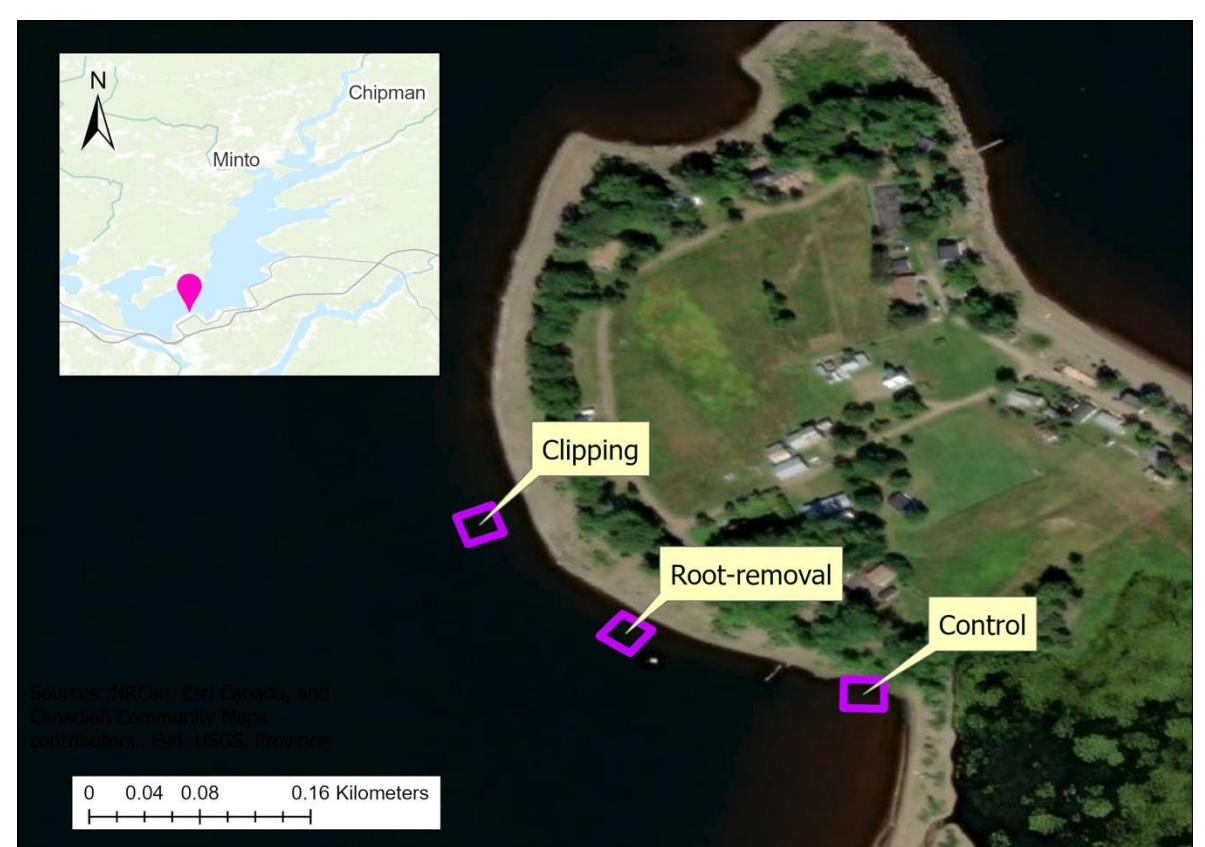 N
Chipman
Minto
Clipping
Root-removal
Control
Sources: NRCan, Esri Canada, and
Canadian Community Maps
contributors., Esri, USGS, Province
0 0.04 0.08 0.16 Kilometers